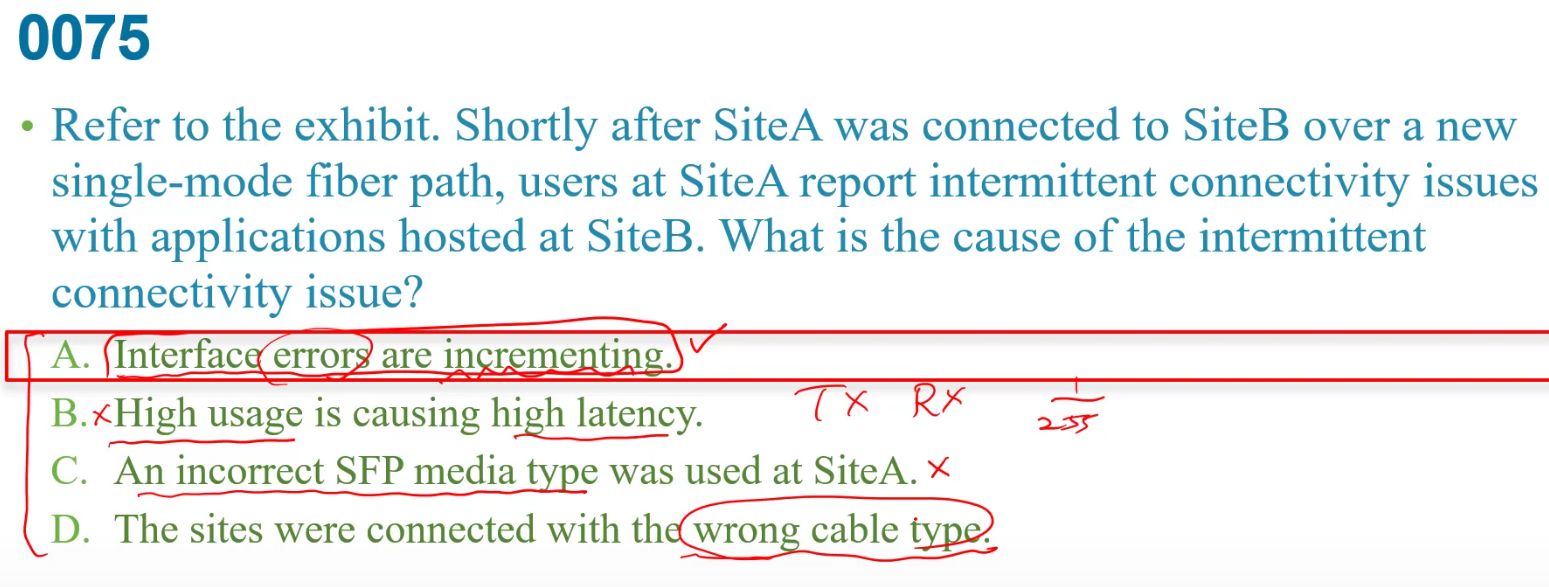 0075
• Refer to the exhibit. Shortly after SiteA was connected to SiteB over a new
single-mode fiber path, users at SiteA report intermittent connectivity issues
with applications hosted at SiteB. What is the cause of the intermittent
connectivity issue?
A. Interface errors are incrementing.
B. High usage is causing high latency.
TX RX 1/255
C. An incorrect SFP media type was used at SiteA.
D. The sites were connected with the wrong cable type.